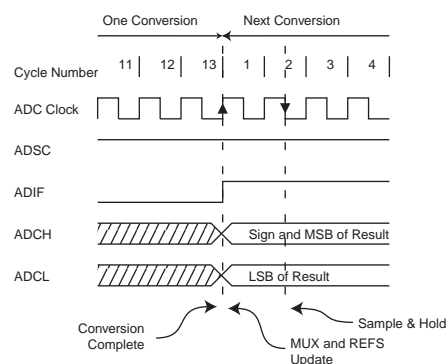 One Conversion Next Conversion
Cycle Number 11 12 13 1 2 3 4
ADC Clock
ADSC
ADIF
ADCH Sign and MSB of Result
ADCL LSB of Result
Conversion
Complete
MUX and REFS
Update
Sample & Hold